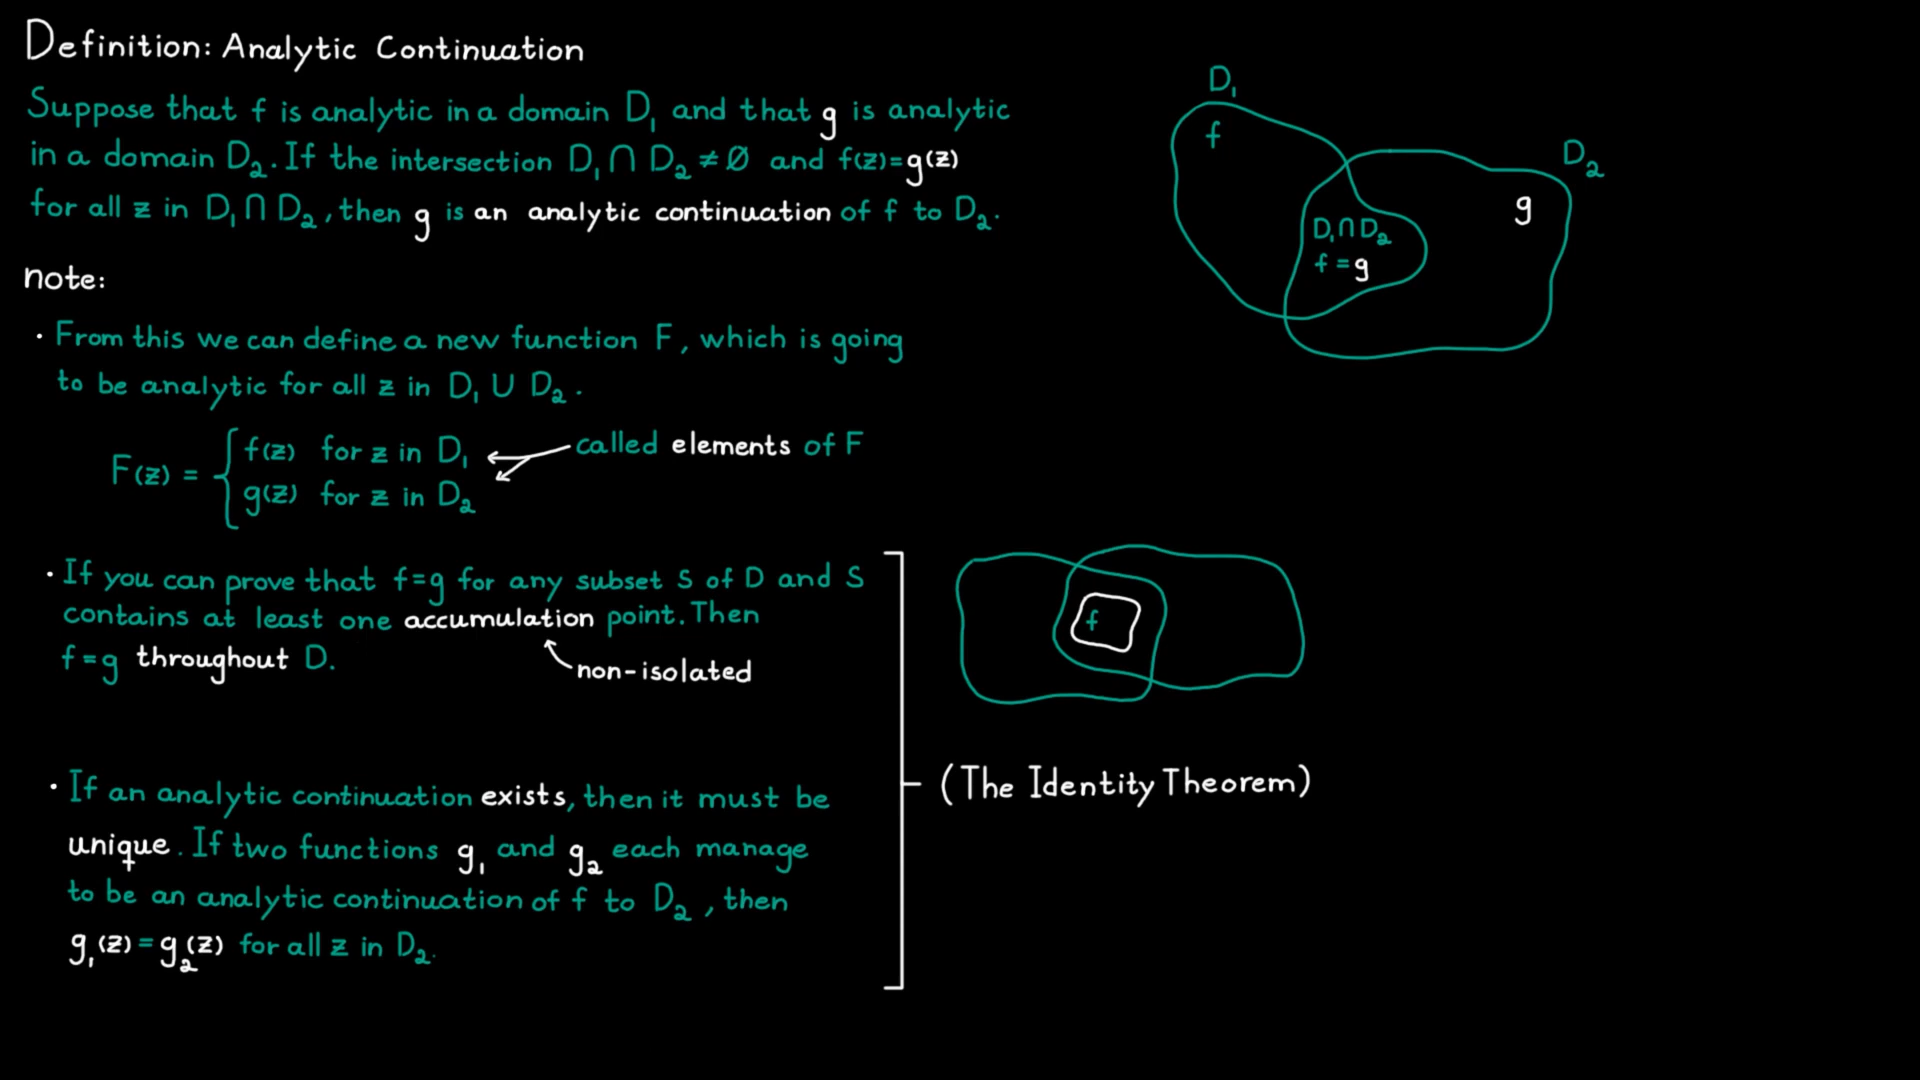 Definition: Analytic Continuation
Suppose that f is analytic in a domain D₁ and that g is analytic
in a domain D₂. If the intersection D₁ ∩ D₂ ≠ Ø and f(z)=g(z)
for all z in D₁ ∩ D₂, then g is an analytic continuation of f to D₂.
D₁
f
D₂
g
D₁∩D₂
f = g
note:
· From this we can define a new function F, which is going
to be analytic for all z in D₁ ∪ D₂.
F(z) = { f(z) for z in D₁
g(z) for z in D₂
called elements of F
· If you can prove that f=g for any subset S of D and S
contains at least one accumulation point. Then
f=g throughout D.
non-isolated
f
· If an analytic continuation exists, then it must be
unique. If two functions g₁ and g₂ each manage
to be an analytic continuation of f to D₂, then
g₁(z)=g₂(z) for all z in D₂.
(The Identity Theorem)